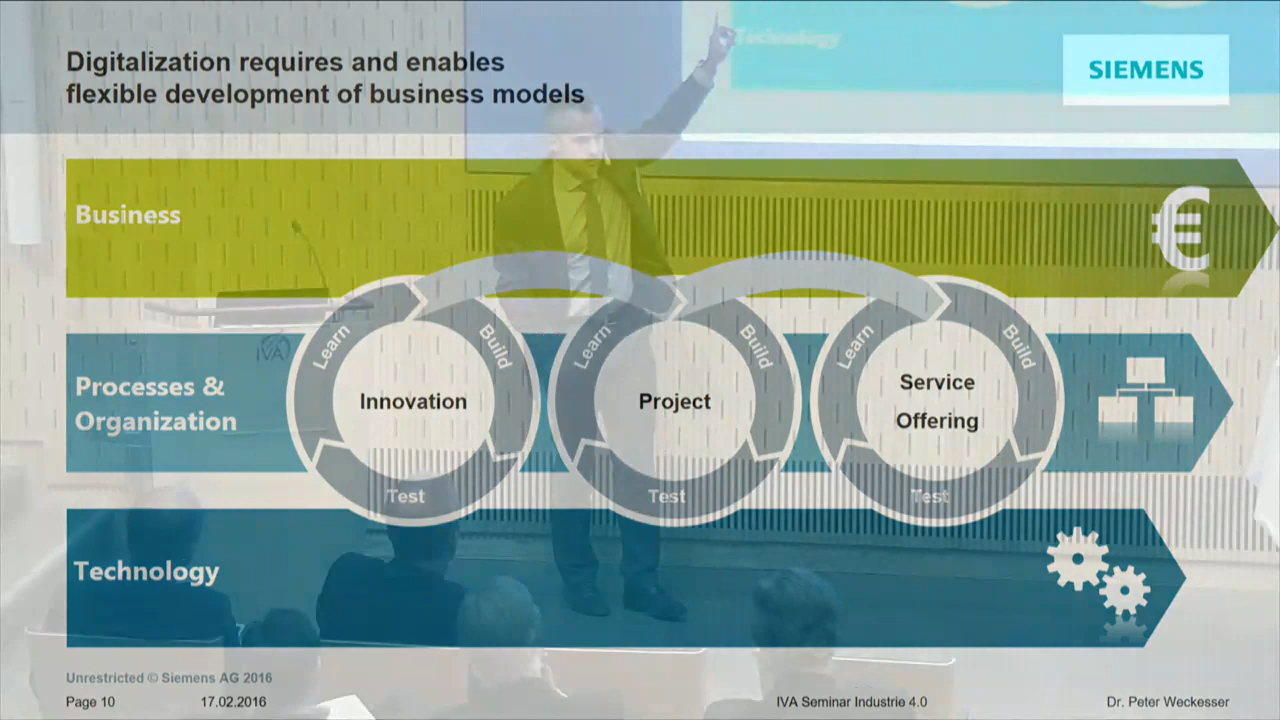 Digitalization requires and enables
flexible development of business models
SIEMENS
Technology
Business
€
Processes &
Organization
IVA
Learn
Build
Test
Innovation
Learn
Build
Test
Project
Learn
Build
Test
Service
Offering
Technology
Unrestricted © Siemens AG 2016
Page 10
17.02.2016
IVA Seminar Industrie 4.0
Dr. Peter Weckesser